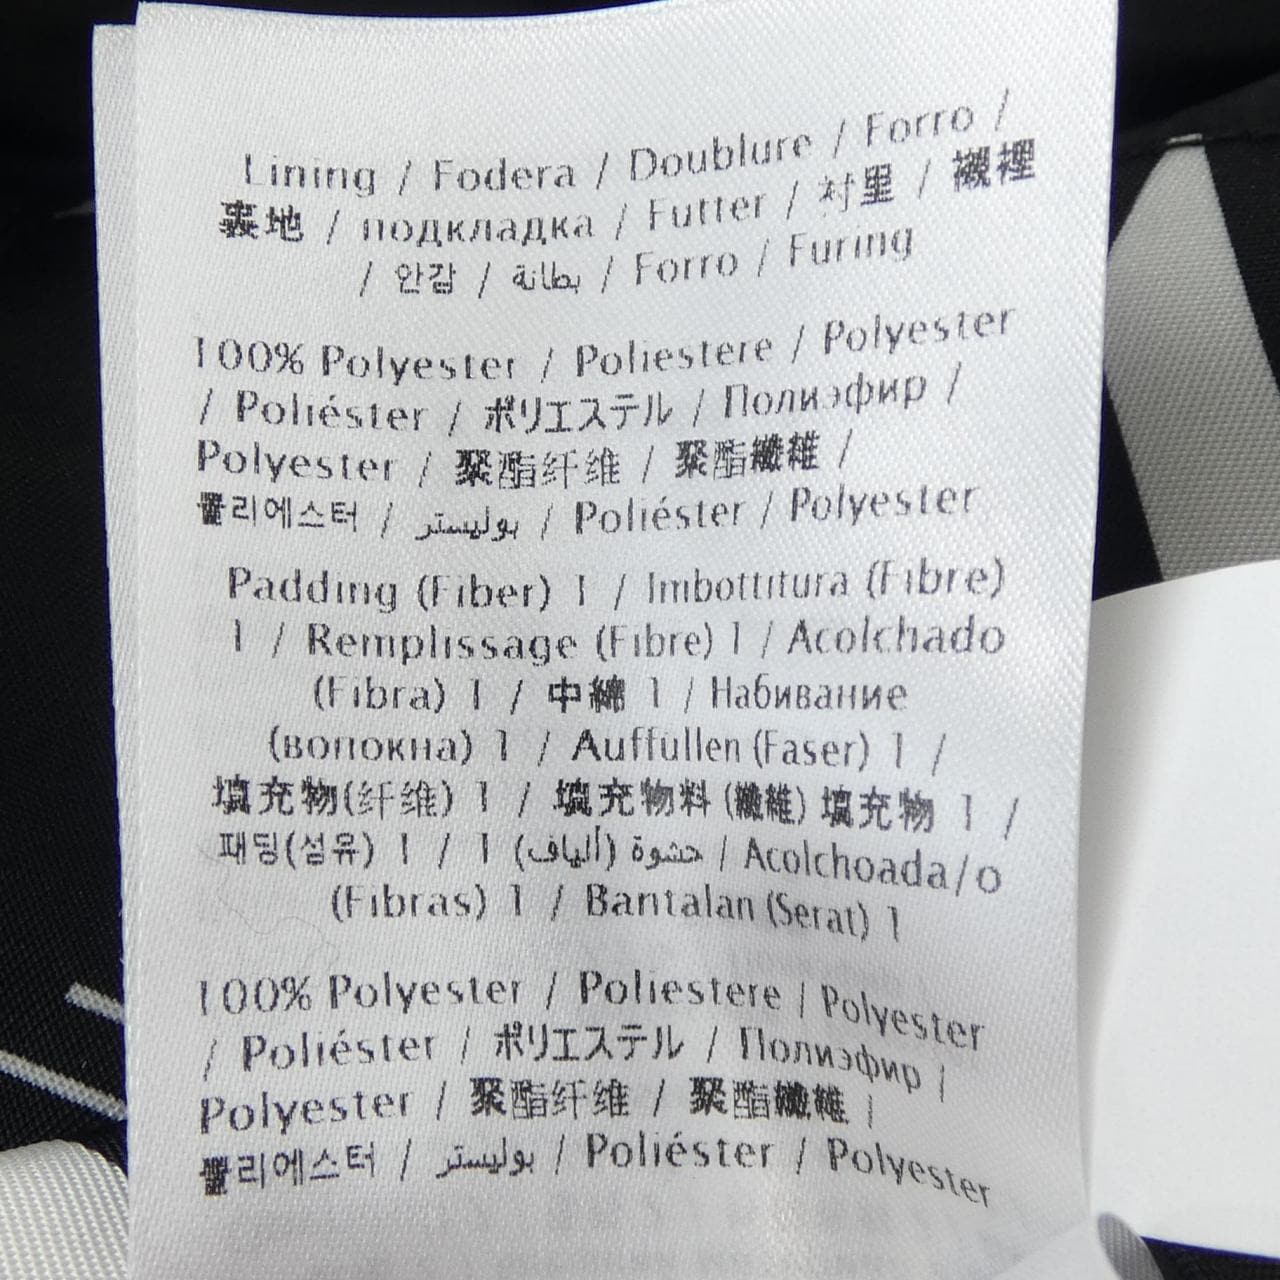 Lining / Fodera / Doublure / Forro /
裏地 / подкладка / Futter / 衬里 / 襯裡
/ 안감 / بطانة / Forro / Furing
100% Polyester / Poliestere / Polyester
/ Poliéster / ポリエステル / Полиэфир /
Polyester / 聚酯纤维 / 聚酯纖維 /
폴리에스터 / بوليستر / Poliéster / Polyester
Padding (Fiber) 1 / Imbottitura (Fibre)
1 / Remplissage (Fibre) 1 / Acolchado
(Fibra) 1 / 中綿 1 / Набивание
(волокна) 1 / Auffullen (Faser) 1 /
填充物(纤维) 1 / 填充物料 (纖維) 填充物 1 /
패딩(섬유) 1 / 1 (ألياف) حشوة / Acolchoada/o
(Fibras) 1 / Bantalan (Serat) 1
100% Polyester / Poliestere / Polyester
/ Poliéster / ポリエステル / Полиэфир /
Polyester / 聚酯纤维 / 聚酯纖維 /
폴리에스터 / بوليستر / Poliéster / Polyester